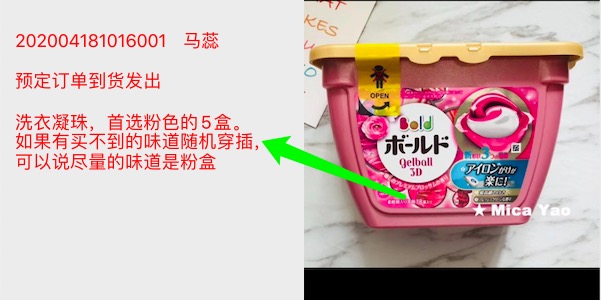 202004181016001 马蕊
预定订单到货发出
洗衣凝珠，首选粉色的5盒。
如果有买不到的味道随机穿插，
可以说尽量的味道是粉盒
OPEN
Bold
ボールド
gelball
3D
アイロンがけが
楽に!
★ Mica Yao